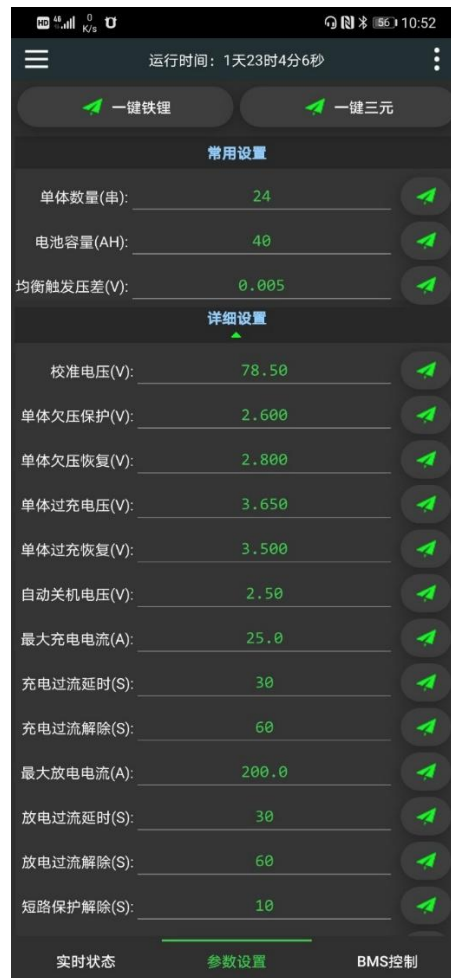 HD 46 0 K/s 56 10:52
运行时间: 1天23时4分6秒
一键铁锂 一键三元
常用设置
单体数量(串): 24
电池容量(AH): 40
均衡触发压差(V): 0.005
详细设置
校准电压(V): 78.50
单体欠压保护(V): 2.600
单体欠压恢复(V): 2.800
单体过充电压(V): 3.650
单体过充恢复(V): 3.500
自动关机电压(V): 2.50
最大充电电流(A): 25.0
充电过流延时(S): 30
充电过流解除(S): 60
最大放电电流(A): 200.0
放电过流延时(S): 30
放电过流解除(S): 60
短路保护解除(S): 10
实时状态 参数设置 BMS控制